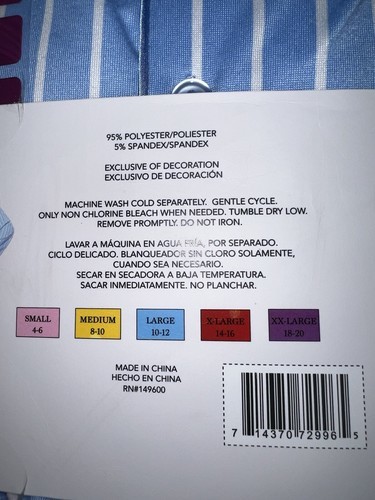 95% POLYESTER/POLIESTER
5% SPANDEX/SPANDEX
EXCLUSIVE OF DECORATION
EXCLUSIVO DE DECORACIÓN
MACHINE WASH COLD SEPARATELY. GENTLE CYCLE.
ONLY NON CHLORINE BLEACH WHEN NEEDED. TUMBLE DRY LOW.
REMOVE PROMPTLY. DO NOT IRON.
LAVAR A MÁQUINA EN AGUA FRÍA, POR SEPARADO.
CICLO DELICADO. BLANQUEADOR SIN CLORO SOLAMENTE,
CUANDO SEA NECESARIO.
SECAR EN SECADORA A BAJA TEMPERATURA.
SACAR INMEDIATAMENTE. NO PLANCHAR.
SMALL
4-6
MEDIUM
8-10
LARGE
10-12
X-LARGE
14-16
XX-LARGE
18-20
MADE IN CHINA
HECHO EN CHINA
RN#149600
7 14370 72996 5